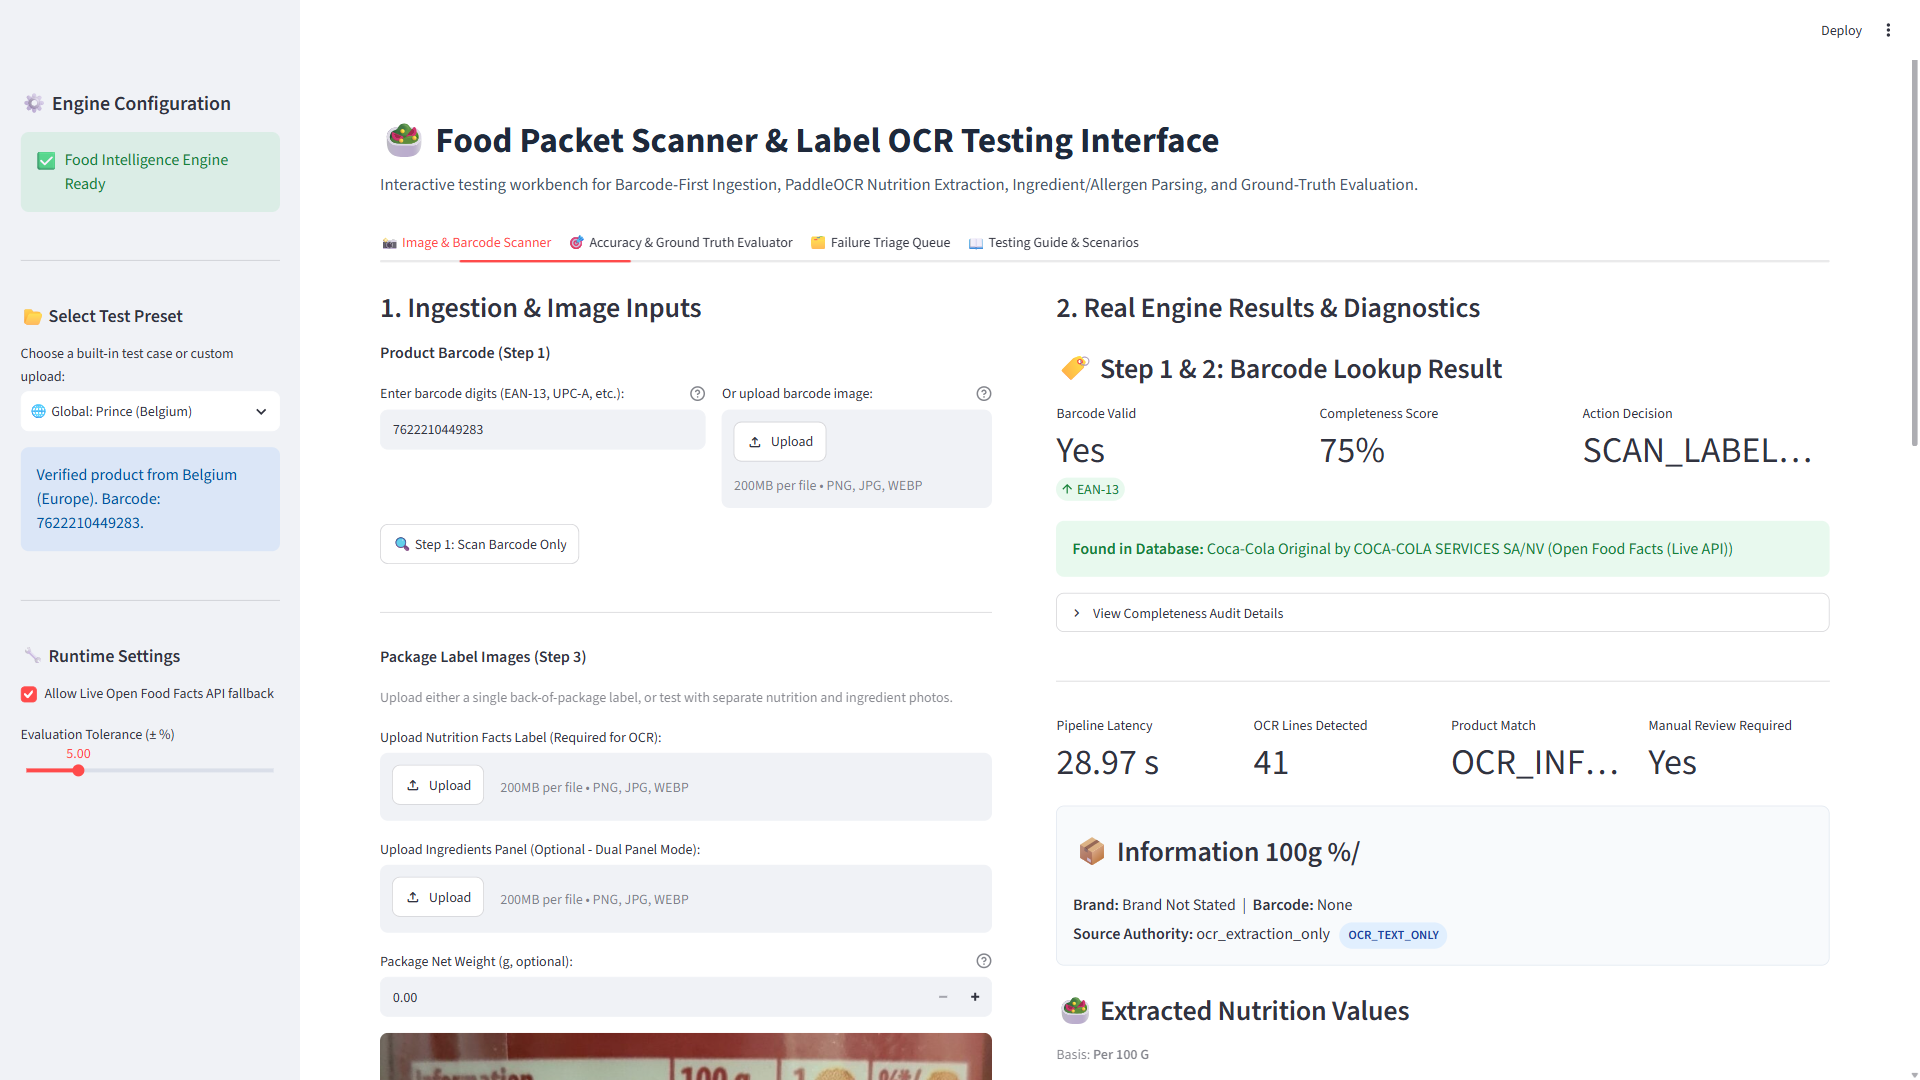 Deploy
Engine Configuration
Food Intelligence Engine
Ready
Select Test Preset
Choose a built-in test case or custom
upload:
Global: Prince (Belgium)
Verified product from Belgium
(Europe). Barcode:
7622210449283.
Runtime Settings
Allow Live Open Food Facts API fallback
Evaluation Tolerance (± %)
5.00
Food Packet Scanner & Label OCR Testing Interface
Interactive testing workbench for Barcode-First Ingestion, PaddleOCR Nutrition Extraction, Ingredient/Allergen Parsing, and Ground-Truth Evaluation.
Image & Barcode Scanner
Accuracy & Ground Truth Evaluator
Failure Triage Queue
Testing Guide & Scenarios
1. Ingestion & Image Inputs
Product Barcode (Step 1)
Enter barcode digits (EAN-13, UPC-A, etc.):
7622210449283
Or upload barcode image:
Upload
200MB per file • PNG, JPG, WEBP
Step 1: Scan Barcode Only
Package Label Images (Step 3)
Upload either a single back-of-package label, or test with separate nutrition and ingredient photos.
Upload Nutrition Facts Label (Required for OCR):
Upload 200MB per file • PNG, JPG, WEBP
Upload Ingredients Panel (Optional - Dual Panel Mode):
Upload 200MB per file • PNG, JPG, WEBP
Package Net Weight (g, optional):
0.00
Information 100 g 1 %*/
2. Real Engine Results & Diagnostics
Step 1 & 2: Barcode Lookup Result
Barcode Valid
Yes
EAN-13
Completeness Score
75%
Action Decision
SCAN_LABEL...
Found in Database: Coca-Cola Original by COCA-COLA SERVICES SA/NV (Open Food Facts (Live API))
View Completeness Audit Details
Pipeline Latency
28.97 s
OCR Lines Detected
41
Product Match
OCR_INF...
Manual Review Required
Yes
Information 100g %/
Brand: Brand Not Stated | Barcode: None
Source Authority: ocr_extraction_only OCR_TEXT_ONLY
Extracted Nutrition Values
Basis: Per 100 G